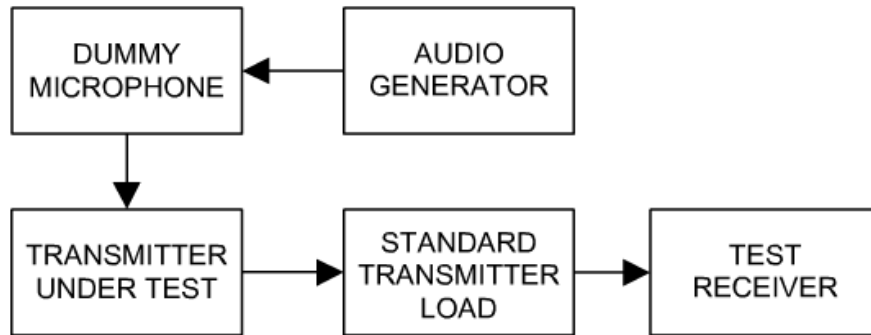 DUMMY
MICROPHONE
AUDIO
GENERATOR
TRANSMITTER
UNDER TEST
STANDARD
TRANSMITTER
LOAD
TEST
RECEIVER